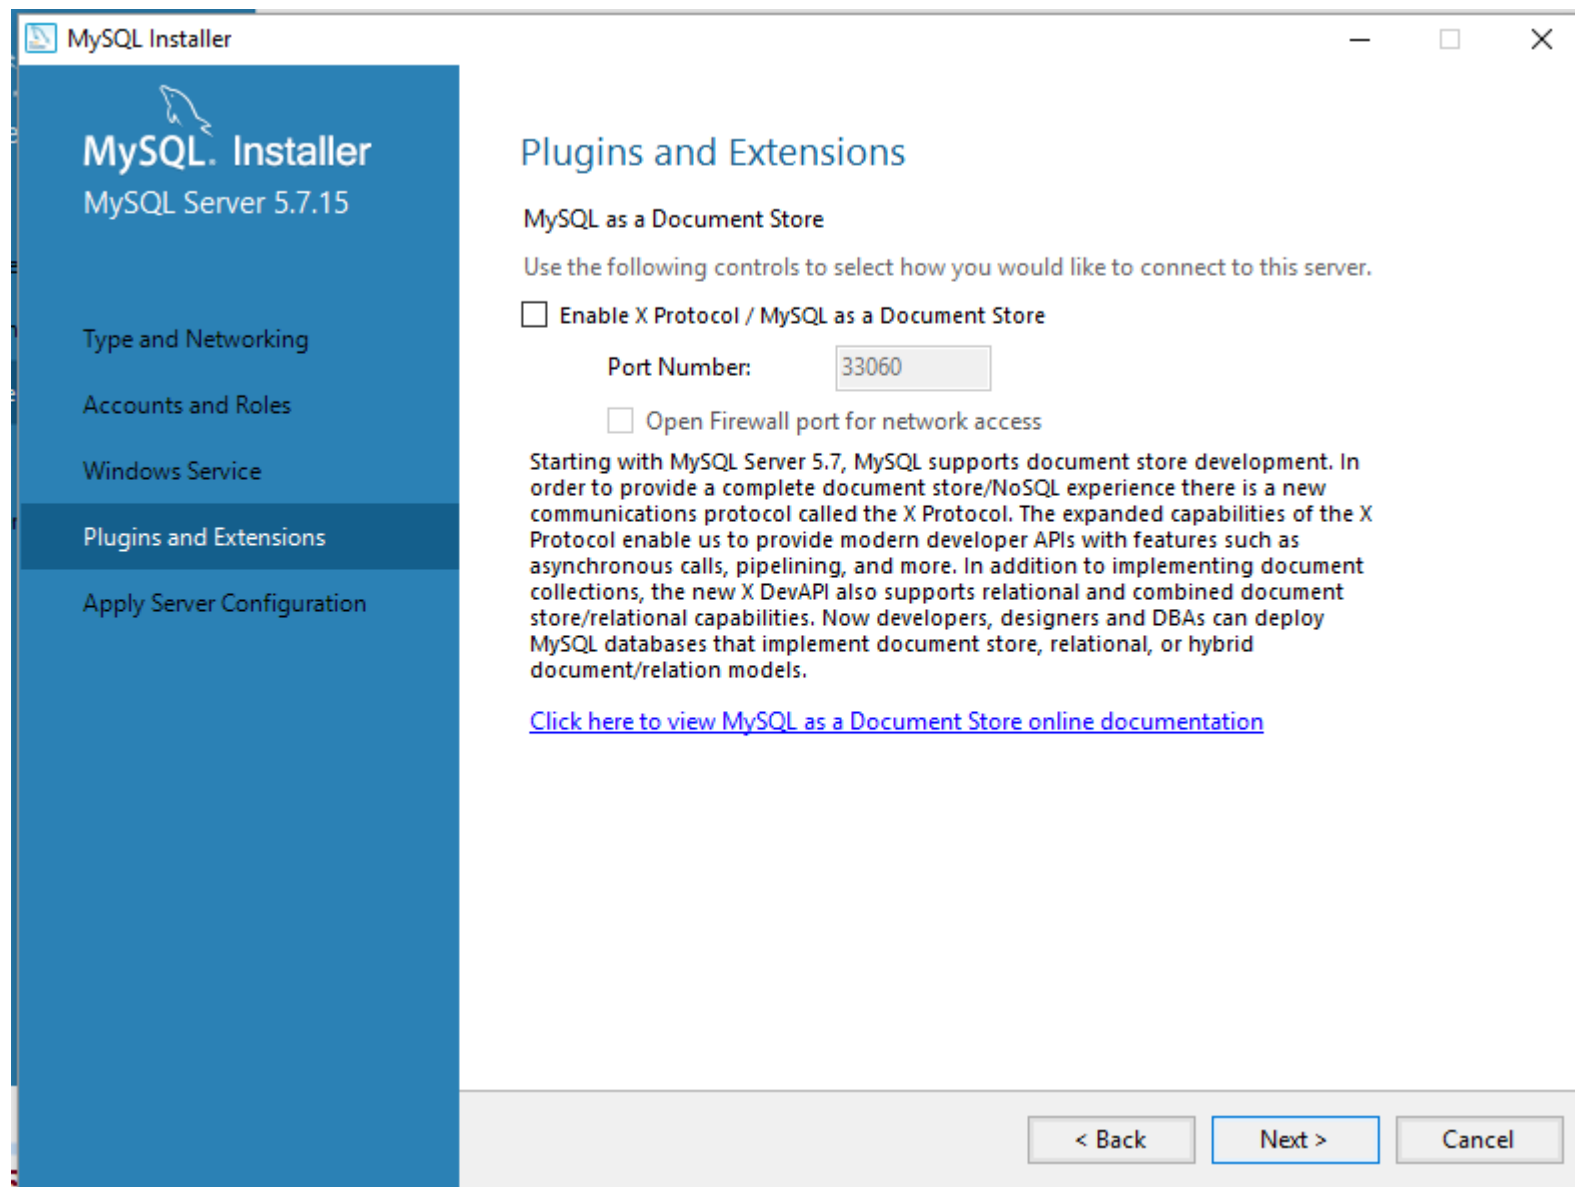 MySQL Installer
MySQL. Installer
MySQL Server 5.7.15
Type and Networking
Accounts and Roles
Windows Service
Plugins and Extensions
Apply Server Configuration
Plugins and Extensions
MySQL as a Document Store
Use the following controls to select how you would like to connect to this server.
Enable X Protocol / MySQL as a Document Store
Port Number: 33060
Open Firewall port for network access
Starting with MySQL Server 5.7, MySQL supports document store development. In
order to provide a complete document store/NoSQL experience there is a new
communications protocol called the X Protocol. The expanded capabilities of the X
Protocol enable us to provide modern developer APIs with features such as
asynchronous calls, pipelining, and more. In addition to implementing document
collections, the new X DevAPI also supports relational and combined document
store/relational capabilities. Now developers, designers and DBAs can deploy
MySQL databases that implement document store, relational, or hybrid
document/relation models.
Click here to view MySQL as a Document Store online documentation
< Back
Next >
Cancel